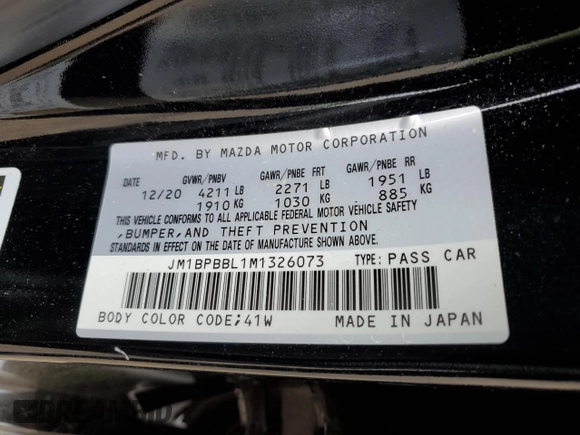 MFD. BY MAZDA MOTOR CORPORATION
DATE GVWR/PNBV GAWR/PNBE FRT GAWR/PNBE RR
12/20 4211 LB 2271 LB 1951 LB
1910 KG 1030 KG 885 KG
THIS VEHICLE CONFORMS TO ALL APPLICABLE FEDERAL MOTOR VEHICLE SAFETY
,BUMPER,AND THEFT PREVENTION
STANDARDS IN EFFECT ON THE DATE OF MANUFACTURE SHOWN ABOVE.
JM1BPBBL1M1326073 TYPE: PASS CAR
BODY COLOR CODE;41W MADE IN JAPAN